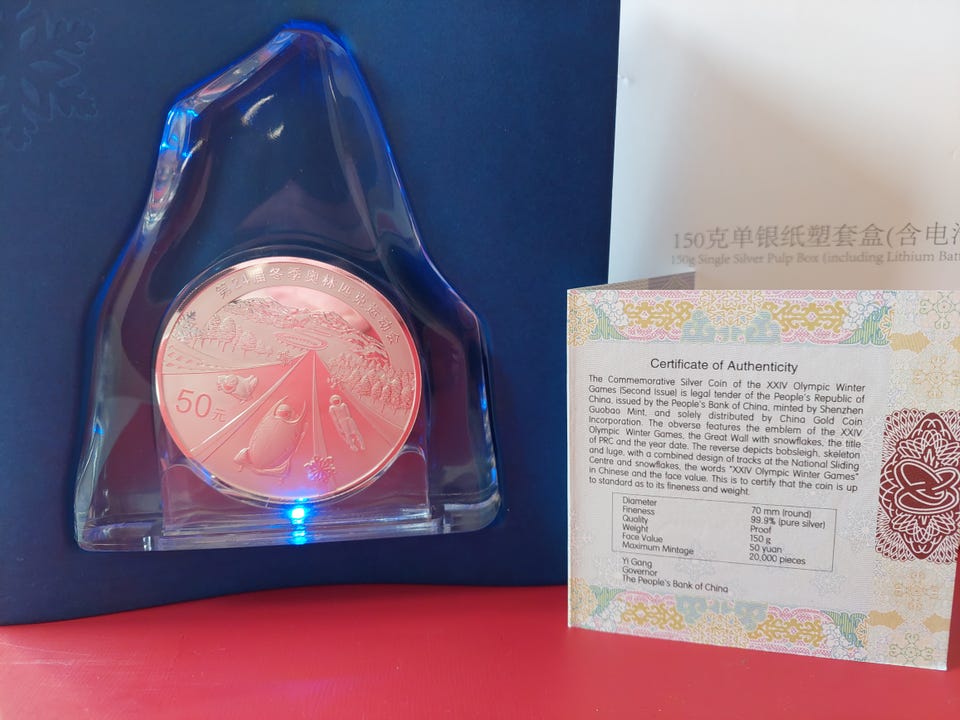 第24届冬季奥林匹克运动会
50元
150克单银纸塑套盒(含电池
150g Single Silver Pulp Box (including Lithium Batt
Certificate of Authenticity
The Commemorative Silver Coin of the XXIV Olympic Winter
Games (Second Issue) is legal tender of the People's Republic of
China, issued by the People's Bank of China, minted by Shenzhen
Guobao Mint, and solely distributed by China Gold Coin
Incorporation. The obverse features the emblem of the XXIV
Olympic Winter Games, the Great Wall with snowflakes, the title
of PRC and the year date. The reverse depicts bobsleigh, skeleton
and luge, with a combined design of tracks at the National Sliding
Centre and snowflakes, the words "XXIV Olympic Winter Games"
in Chinese and the face value. This is to certify that the coin is up
to standard as to its fineness and weight.
Diameter 70 mm (round)
Fineness 99.9% (pure silver)
Quality Proof
Weight 150 g
Face Value 50 yuan
Maximum Mintage 20,000 pieces
Yi Gang
Governor
The People's Bank of China